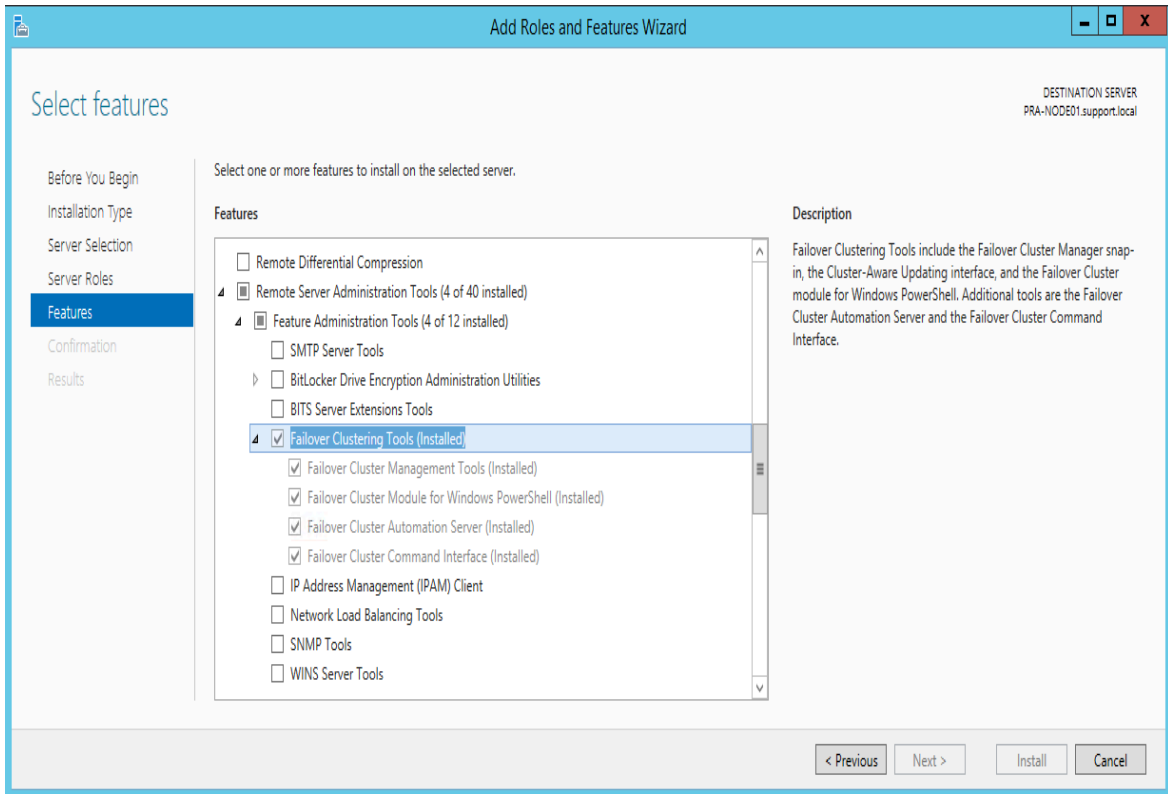 Add Roles and Features Wizard
X
Select features
DESTINATION SERVER
PRA-NODE01.support.local
Before You Begin
Installation Type
Server Selection
Server Roles
Features
Confirmation
Results
Select one or more features to install on the selected server.
Features
Remote Differential Compression
Remote Server Administration Tools (4 of 40 installed)
Feature Administration Tools (4 of 12 installed)
SMTP Server Tools
BitLocker Drive Encryption Administration Utilities
BITS Server Extensions Tools
Failover Clustering Tools (Installed)
Failover Cluster Management Tools (Installed)
Failover Cluster Module for Windows PowerShell (Installed)
Failover Cluster Automation Server (Installed)
Failover Cluster Command Interface (Installed)
IP Address Management (IPAM) Client
Network Load Balancing Tools
SNMP Tools
WINS Server Tools
Description
Failover Clustering Tools include the Failover Cluster Manager snap-
in, the Cluster-Aware Updating interface, and the Failover Cluster
module for Windows PowerShell. Additional tools are the Failover
Cluster Automation Server and the Failover Cluster Command
Interface.
< Previous
Next >
Install
Cancel